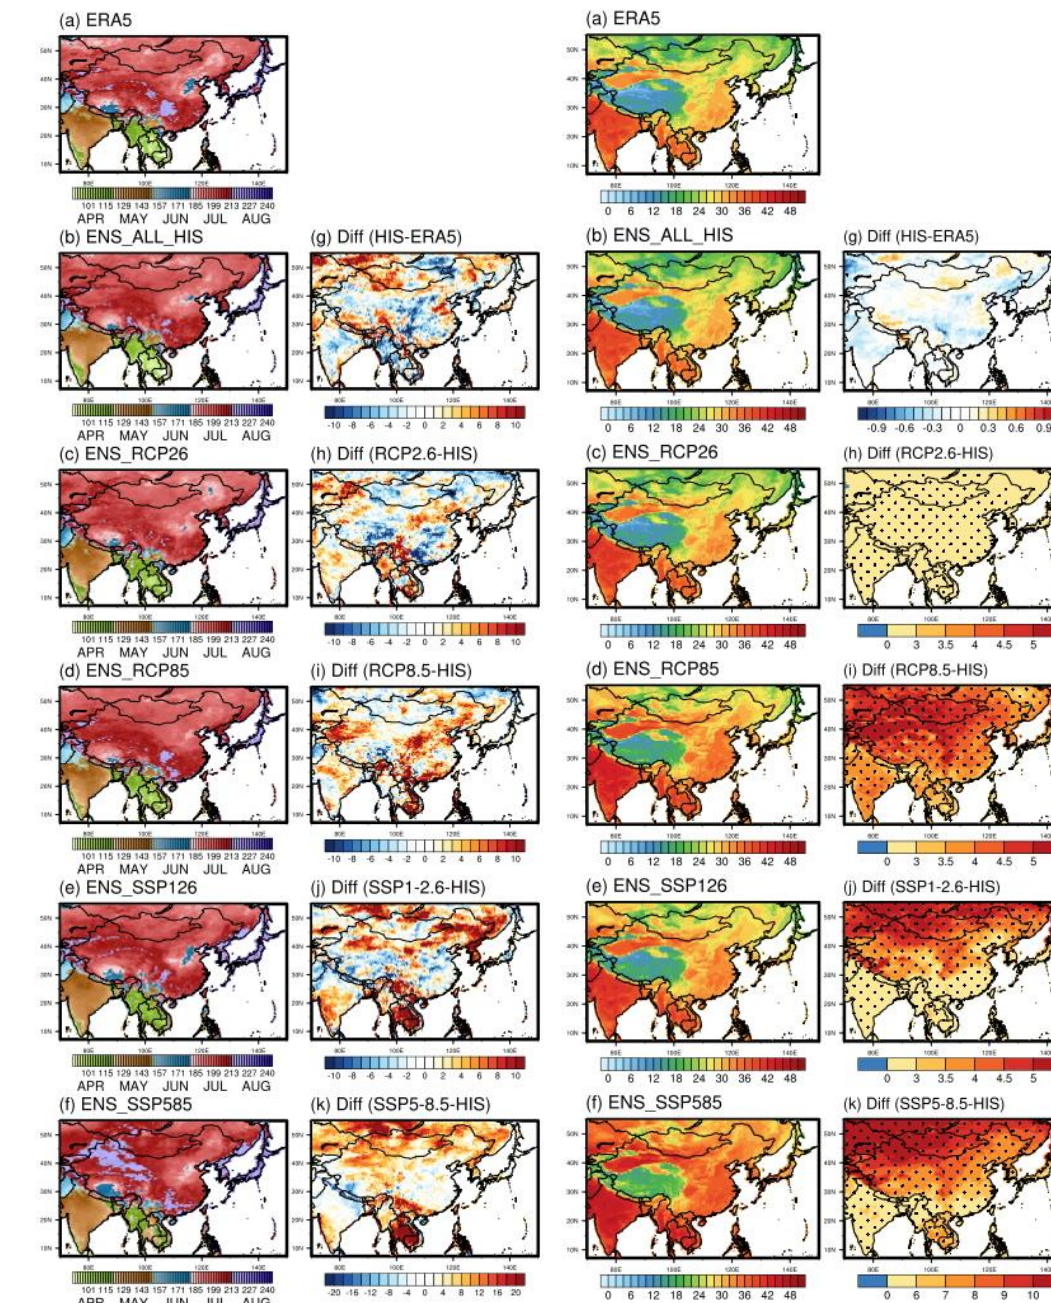 (a) ERA5
(a) ERA5
50N
40N
30N
20N
10N
80E 100E 120E 140E
101 115 129 143 157 171 185 199 213 227 240
APR MAY JUN JUL AUG
0 6 12 18 24 30 36 42 48
(b) ENS_ALL_HIS
(g) Diff (HIS-ERA5)
(b) ENS_ALL_HIS
(g) Diff (HIS-ERA5)
101 115 129 143 157 171 185 199 213 227 240
APR MAY JUN JUL AUG
-10 -8 -6 -4 -2 0 2 4 6 8 10
0 6 12 18 24 30 36 42 48
-0.9 -0.6 -0.3 0 0.3 0.6 0.9
(c) ENS_RCP26
(h) Diff (RCP2.6-HIS)
(c) ENS_RCP26
(h) Diff (RCP2.6-HIS)
101 115 129 143 157 171 185 199 213 227 240
APR MAY JUN JUL AUG
-10 -8 -6 -4 -2 0 2 4 6 8 10
0 6 12 18 24 30 36 42 48
0 3 3.5 4 4.5 5
(d) ENS_RCP85
(i) Diff (RCP8.5-HIS)
(d) ENS_RCP85
(i) Diff (RCP8.5-HIS)
101 115 129 143 157 171 185 199 213 227 240
APR MAY JUN JUL AUG
-10 -8 -6 -4 -2 0 2 4 6 8 10
0 6 12 18 24 30 36 42 48
0 3 3.5 4 4.5 5
(e) ENS_SSP126
(j) Diff (SSP1-2.6-HIS)
(e) ENS_SSP126
(j) Diff (SSP1-2.6-HIS)
101 115 129 143 157 171 185 199 213 227 240
APR MAY JUN JUL AUG
-10 -8 -6 -4 -2 0 2 4 6 8 10
0 6 12 18 24 30 36 42 48
0 3 3.5 4 4.5 5
(f) ENS_SSP585
(k) Diff (SSP5-8.5-HIS)
(f) ENS_SSP585
(k) Diff (SSP5-8.5-HIS)
101 115 129 143 157 171 185 199 213 227 240
APR MAY JUN JUL AUG
-20 -16 -12 -8 -4 0 4 8 12 16 20
0 6 12 18 24 30 36 42 48
0 6 7 8 9 10